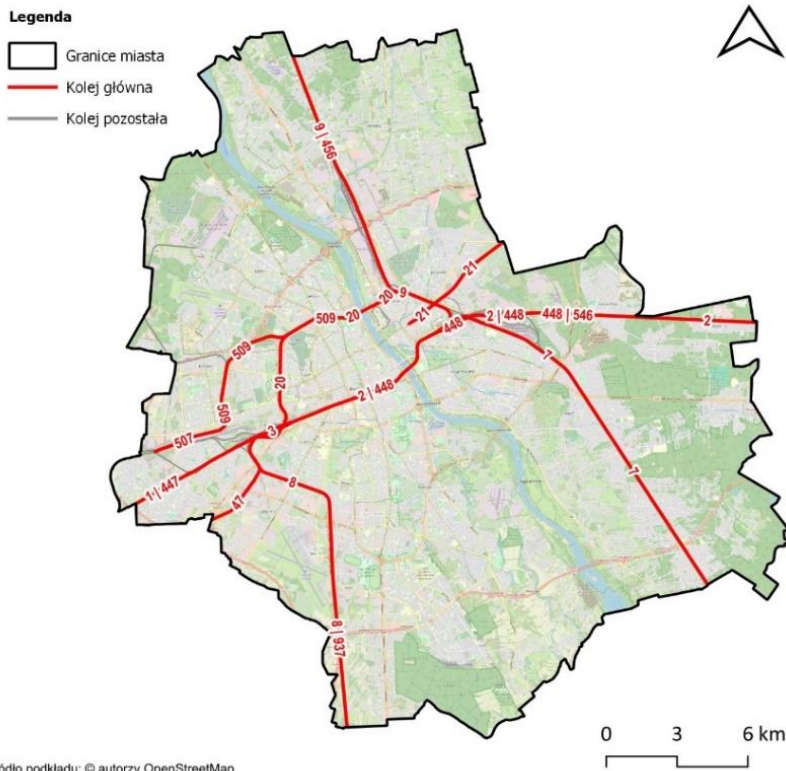 Legenda
Granice miasta
Kolej główna
Kolej pozostała
9 | 456
21
20
9
21
509
20
448
2 | 448
448 | 546
2
509
20
7
2 | 448
509
3
507
1 | 447
8
47
7
8 | 937
0 3 6 km
ródło podkładu: © autorzy OpenStreetMap